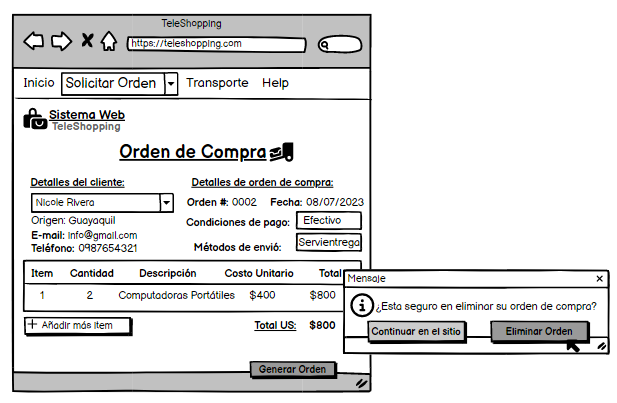 TeleShopping
https://teleshopping.com
Inicio Solicitar Orden Transporte Help
Sistema Web
TeleShopping
Orden de Compra
Detalles del cliente: Detalles de orden de compra:
Nicole Rivera Orden #: 0002 Fecha: 08/07/2023
Origen: Guayaquil Condiciones de pago: Efectivo
E-mail: info@gmail.com
Teléfono: 0987654321 Métodos de envió: Servientrega
Item Cantidad Descripción Costo Unitario Total
1 2 Computadoras Portátiles $400 $800
+ Añadir más item Total US: $800
Generar Orden
Mensaje X
¿Esta seguro en eliminar su orden de compra?
Continuar en el sitio Eliminar Orden